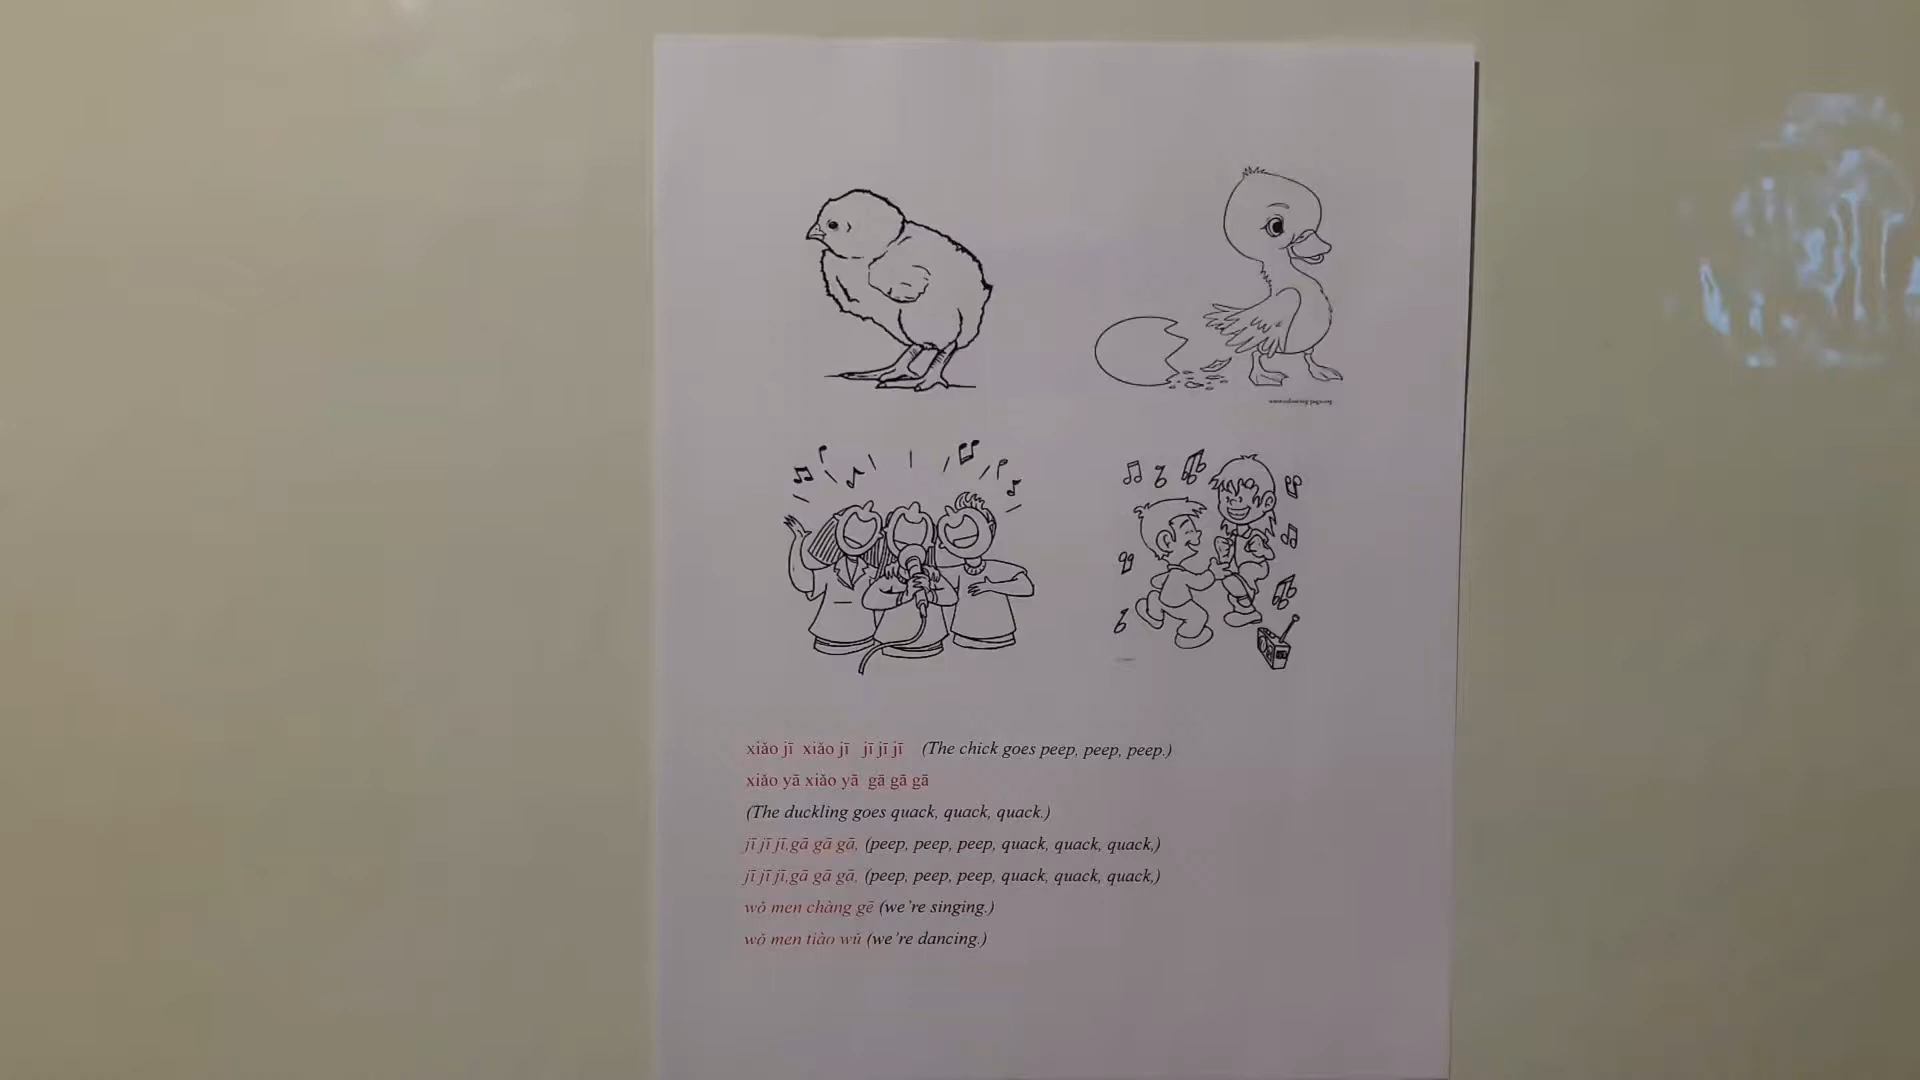 xiǎo jī  xiǎo jī   jī jī jī    (The chick goes peep, peep, peep.)
xiǎo yā xiǎo yā  gā gā gā
(The duckling goes quack, quack, quack.)
jī jī jī,gā gā gā, (peep, peep, peep, quack, quack, quack,)
jī jī jī,gā gā gā, (peep, peep, peep, quack, quack, quack,)
wǒ men chàng gē (we’re singing.)
wǒ men tiào wǔ (we’re dancing.)